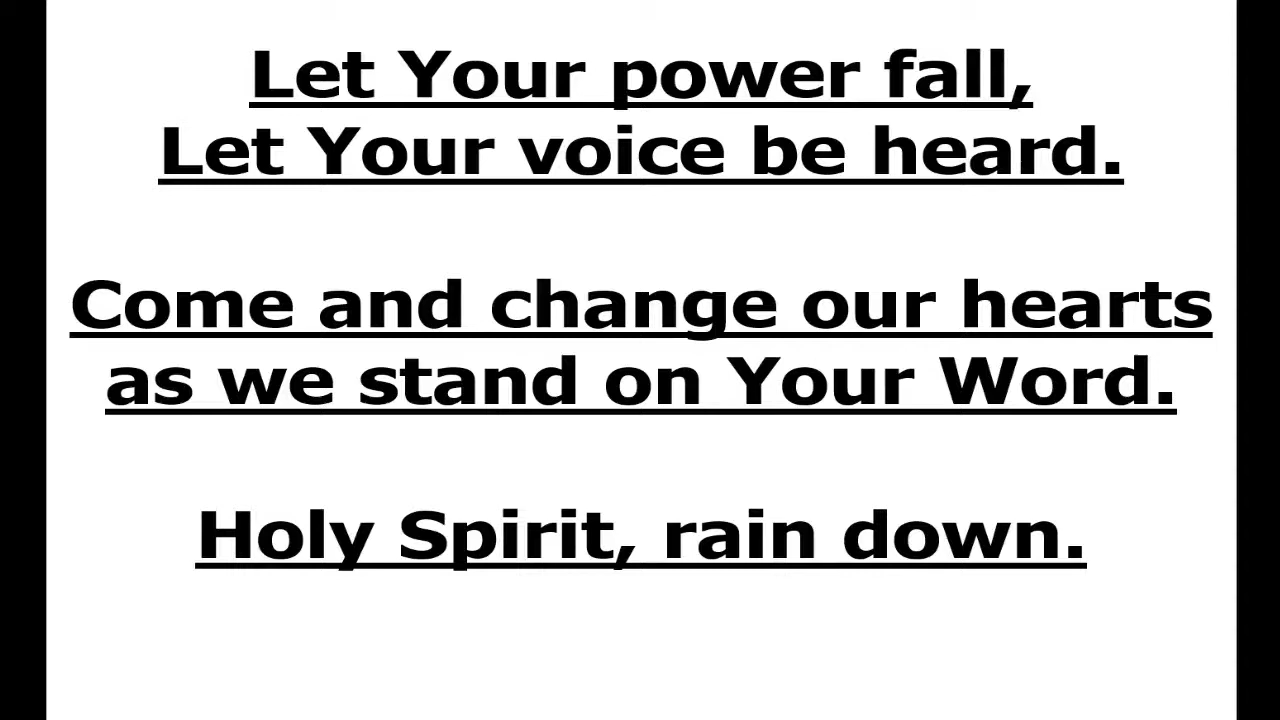 Let Your power fall,
Let Your voice be heard.
Come and change our hearts
as we stand on Your Word.
Holy Spirit, rain down.